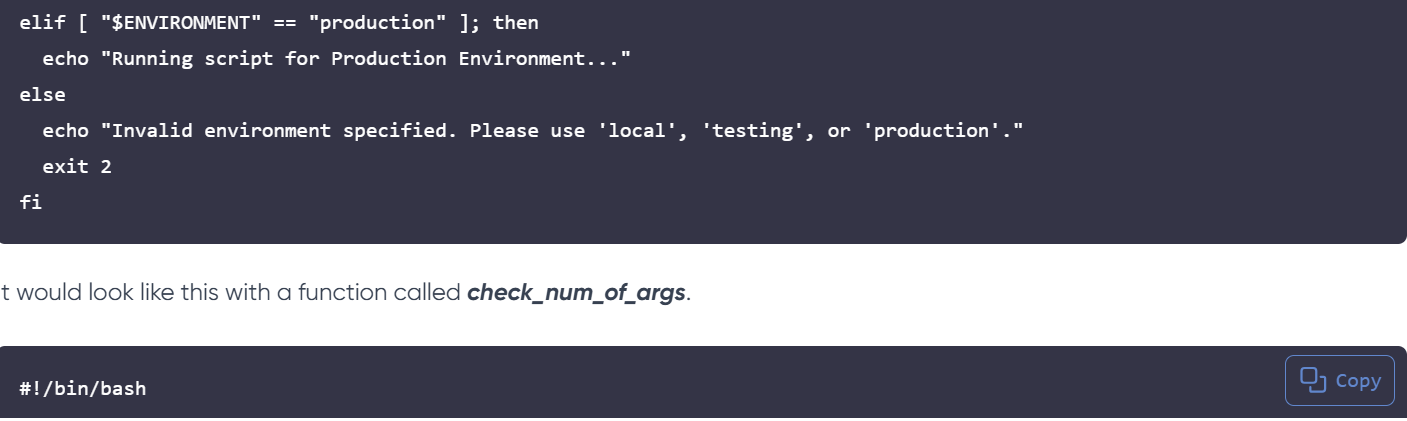 elif [ "$ENVIRONMENT" == "production" ]; then
  echo "Running script for Production Environment..."
else
  echo "Invalid environment specified. Please use 'local', 'testing', or 'production'."
  exit 2
fi
t would look like this with a function called check_num_of_args.
Copy
#!/bin/bash